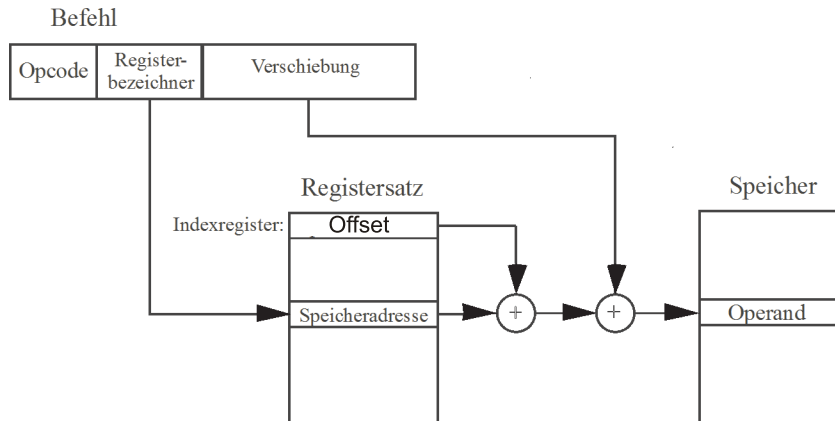 Befehl
Opcode
Register-
bezeichner
Verschiebung
Registersatz
Speicher
Indexregister:
Offset
Speicheradresse
+
+
Operand